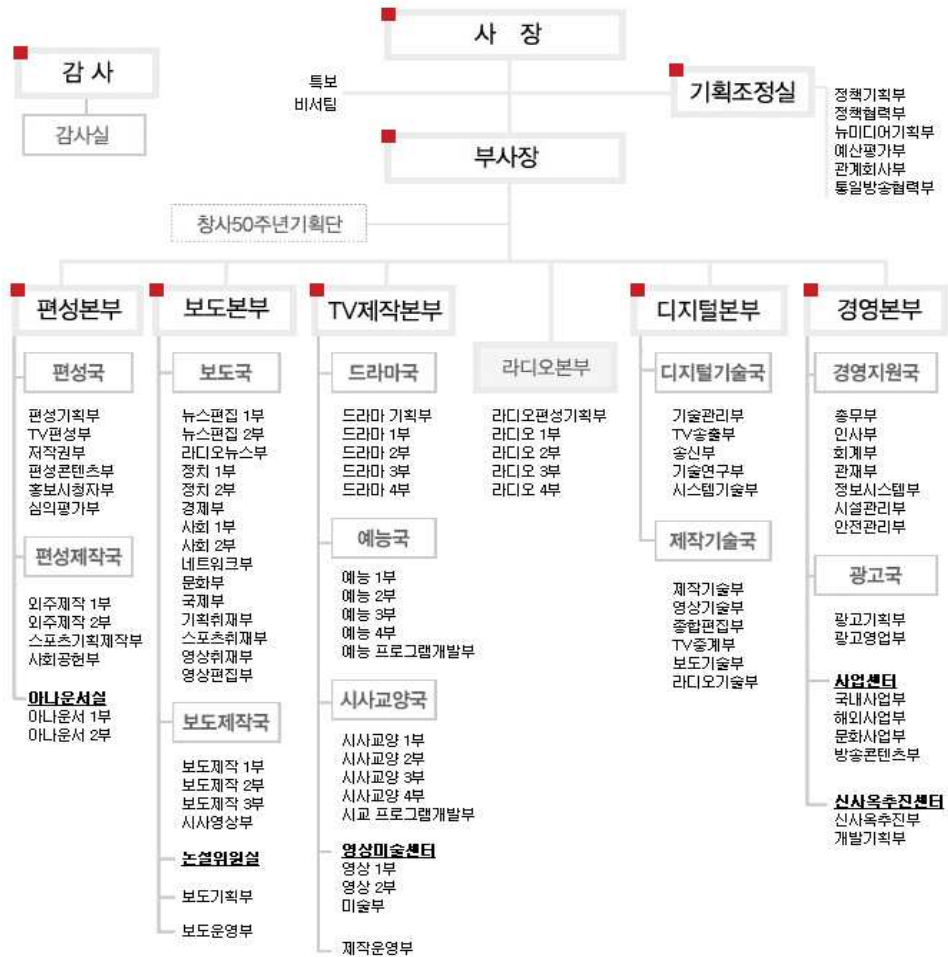 사 장
감 사
감사실
특보
비서팀
기획조정실
정책기획부
정책협력부
뉴미디어기획부
예산평가부
관계회사부
통일방송협력부
부사장
창사50주년기획단
편성본부
편성국
편성기획부
TV편성부
저작권부
편성콘텐츠부
홍보시청자부
심의평가부
편성제작국
외주제작 1부
외주제작 2부
스포츠기획제작부
사회공헌부
아나운서실
아나운서 1부
아나운서 2부
보도본부
보도국
뉴스편집 1부
뉴스편집 2부
라디오뉴스부
정치 1부
정치 2부
경제부
사회 1부
사회 2부
네트워크부
문화부
국제부
기획취재부
스포츠취재부
영상취재부
영상편집부
보도제작국
보도제작 1부
보도제작 2부
보도제작 3부
시사영상부
논설위원실
보도기획부
보도운영부
TV제작본부
드라마국
드라마 기획부
드라마 1부
드라마 2부
드라마 3부
드라마 4부
예능국
예능 1부
예능 2부
예능 3부
예능 4부
예능 프로그램개발부
시사교양국
시사교양 1부
시사교양 2부
시사교양 3부
시사교양 4부
시교 프로그램개발부
영상미술센터
영상 1부
영상 2부
미술부
제작운영부
라디오본부
라디오편성기획부
라디오 1부
라디오 2부
라디오 3부
라디오 4부
디지털본부
디지털기술국
기술관리부
TV송출부
송신부
기술연구부
시스템기술부
제작기술국
제작기술부
영상기술부
종합편집부
TV중계부
보도기술부
라디오기술부
경영본부
경영지원국
총무부
인사부
회계부
관재부
정보시스템부
시설관리부
안전관리부
광고국
광고기획부
광고영업부
사업센터
국내사업부
해외사업부
문화사업부
방송콘텐츠부
신사옥추진센터
신사옥추진부
개발기획부